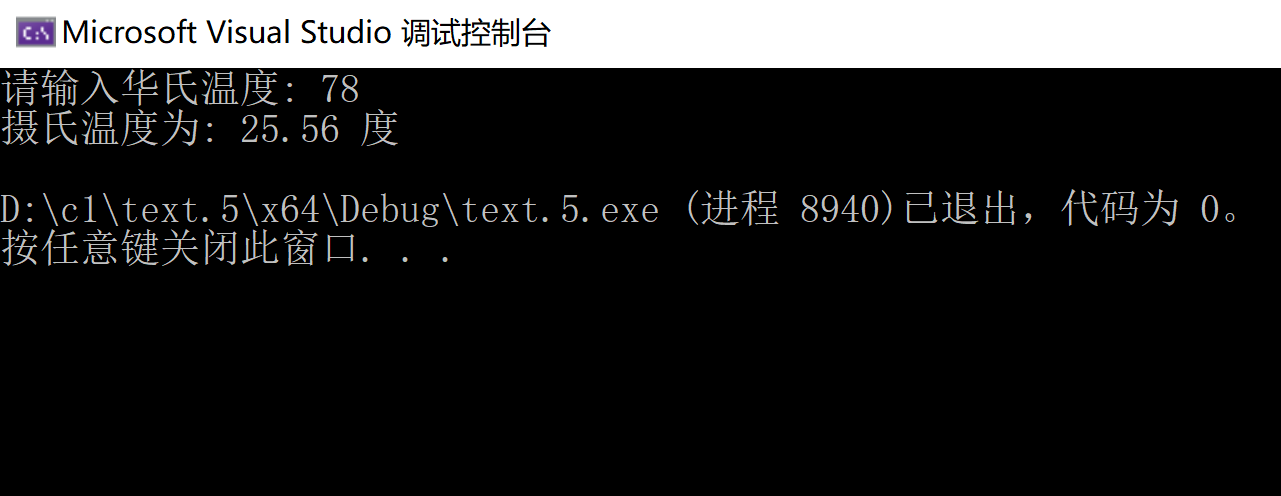 Microsoft Visual Studio 调试控制台
请输入华氏温度: 78
摄氏温度为: 25.56 度
D:\c1\text.5\x64\Debug\text.5.exe (进程 8940)已退出，代码为 0。
按任意键关闭此窗口. . .